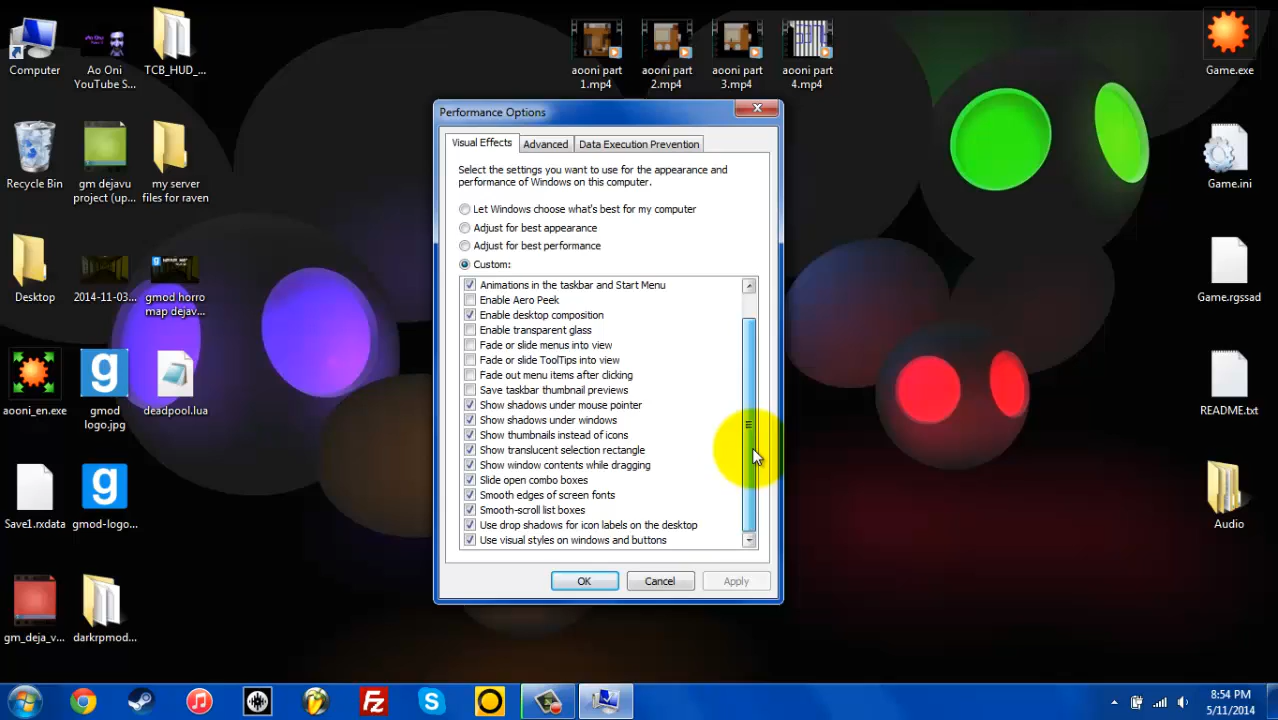 Computer
Ao Oni
YouTube S...
TCB_HUD_...
aooni part
1.mp4
aooni part
2.mp4
aooni part
3.mp4
aooni part
4.mp4
Game.exe
Recycle Bin
gm dejavu
project (up...
my server
files for raven
Game.ini
Desktop
2014-11-03...
gmod horro
map dejav...
Game.rgssad
aooni_en.exe
gmod
logo.jpg
deadpool.lua
README.txt
Save1.rxdata
gmod-logo...
Audio
gm_deja_v...
darkrpmod...
Performance Options
Visual Effects
Advanced
Data Execution Prevention
Select the settings you want to use for the appearance and
performance of Windows on this computer.
Let Windows choose what's best for my computer
Adjust for best appearance
Adjust for best performance
Custom:
Animations in the taskbar and Start Menu
Enable Aero Peek
Enable desktop composition
Enable transparent glass
Fade or slide menus into view
Fade or slide ToolTips into view
Fade out menu items after clicking
Save taskbar thumbnail previews
Show shadows under mouse pointer
Show shadows under windows
Show thumbnails instead of icons
Show translucent selection rectangle
Show window contents while dragging
Slide open combo boxes
Smooth edges of screen fonts
Smooth-scroll list boxes
Use drop shadows for icon labels on the desktop
Use visual styles on windows and buttons
OK
Cancel
Apply
8:54 PM
5/11/2014